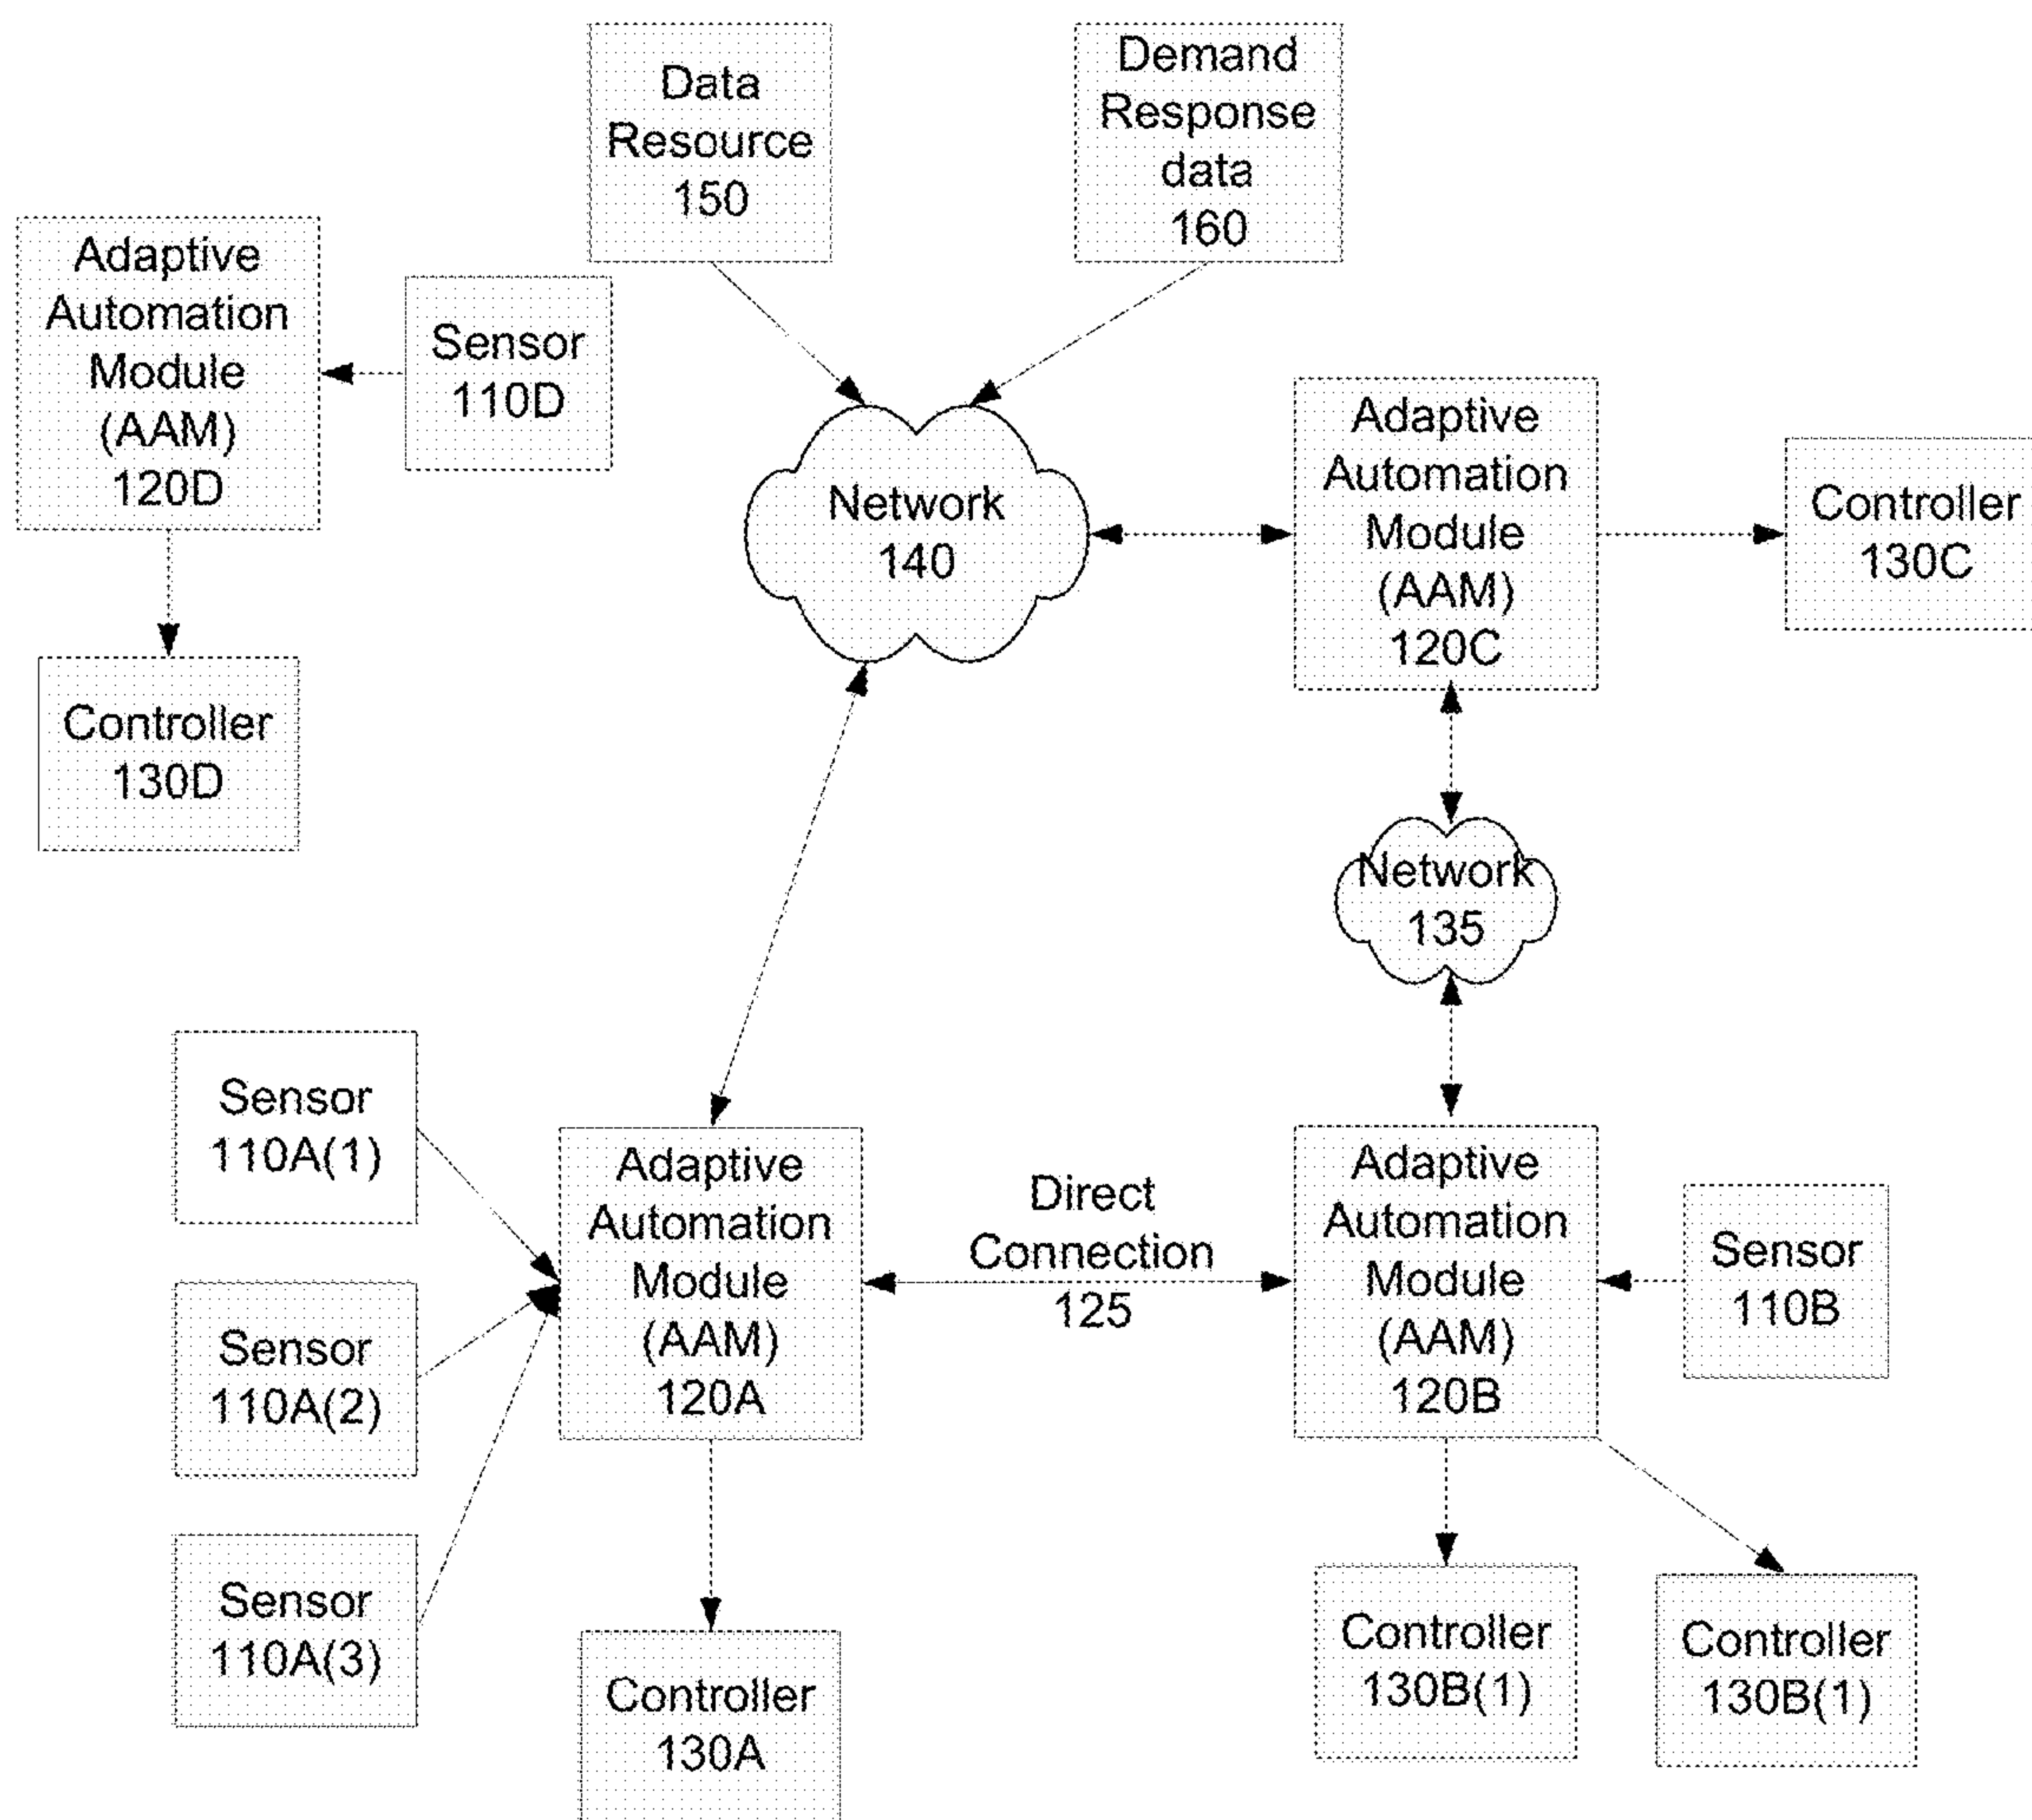 Data
Resource
150
Demand
Response
data
160
Adaptive
Automation
Module
(AAM)
120D
Sensor
110D
Controller
130D
Network
140
Adaptive
Automation
Module
(AAM)
120C
Controller
130C
Network
135
Sensor
110A(1)
Sensor
110A(2)
Sensor
110A(3)
Adaptive
Automation
Module
(AAM)
120A
Direct
Connection
125
Adaptive
Automation
Module
(AAM)
120B
Sensor
110B
Controller
130A
Controller
130B(1)
Controller
130B(1)